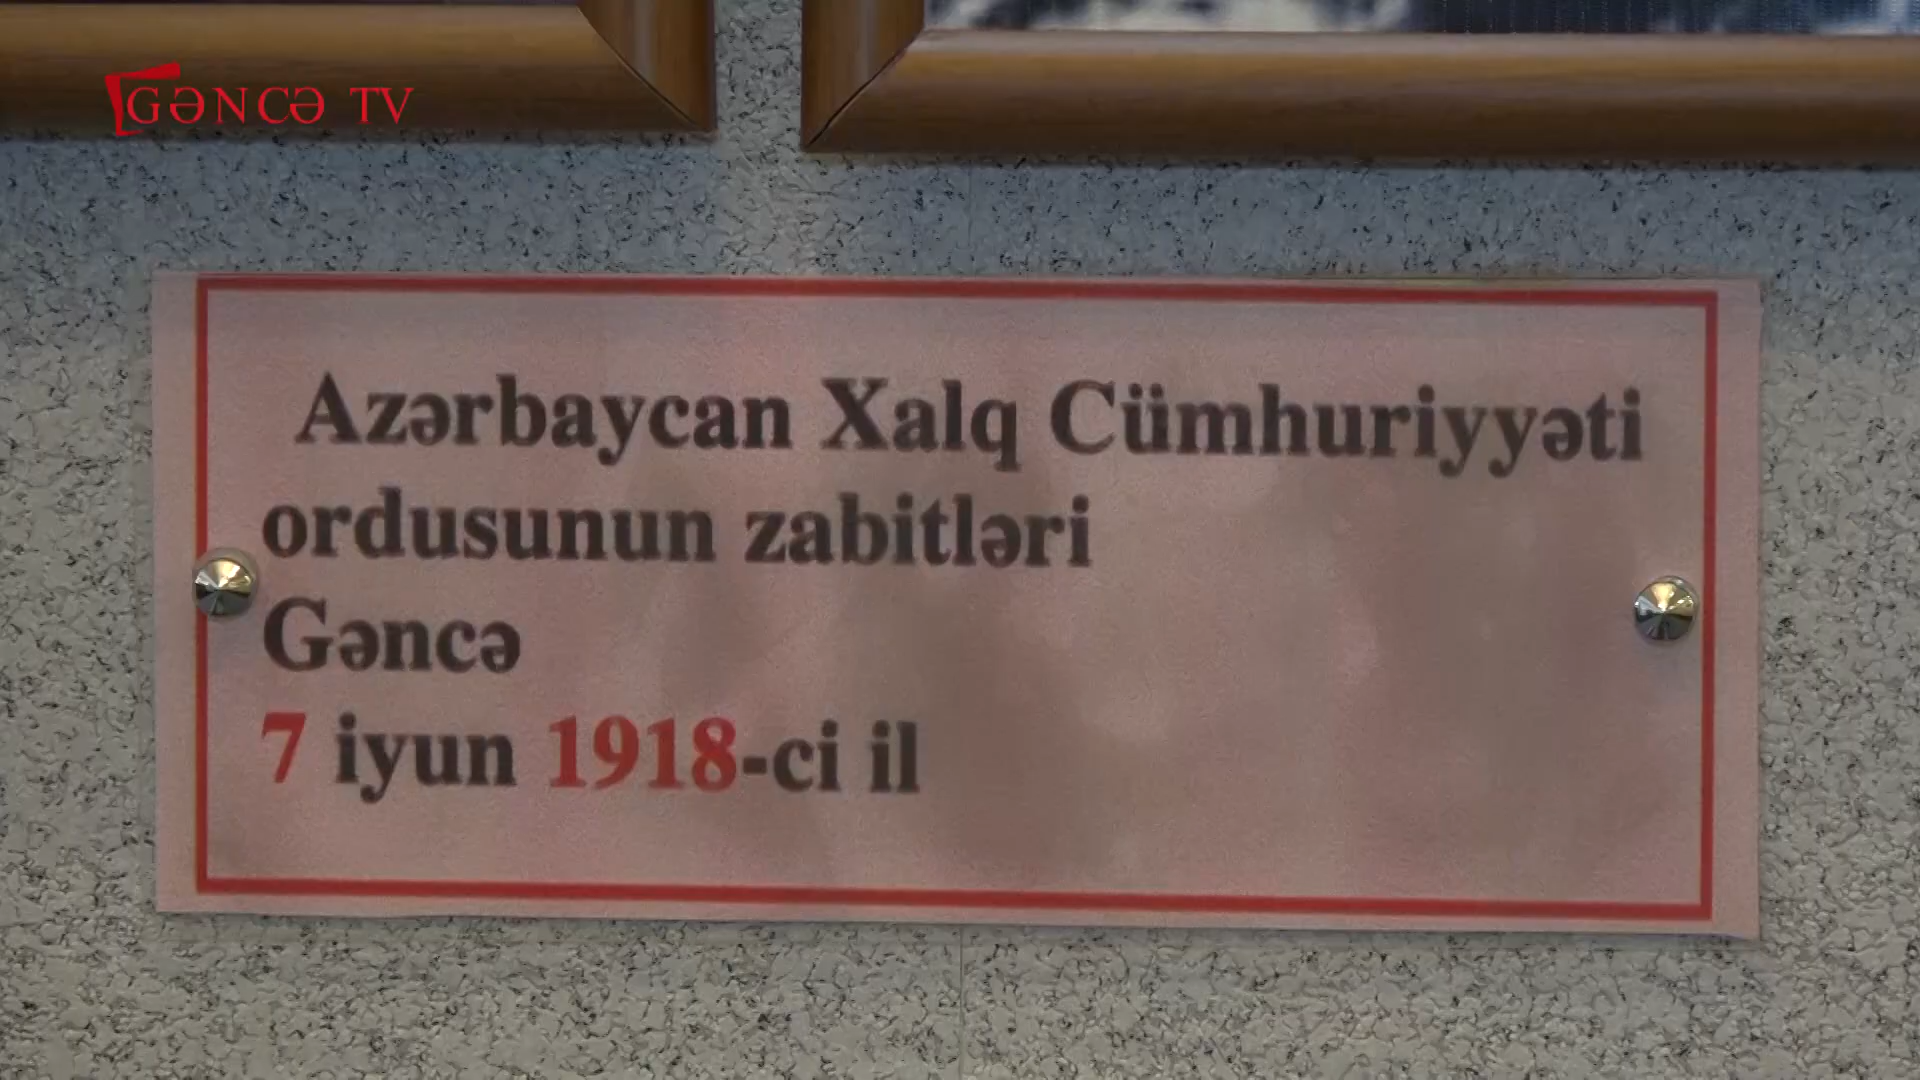 GƏNCƏ TV
Azərbaycan Xalq Cümhuriyyəti
ordusunun zabitləri
Gəncə
7 iyun 1918-ci il